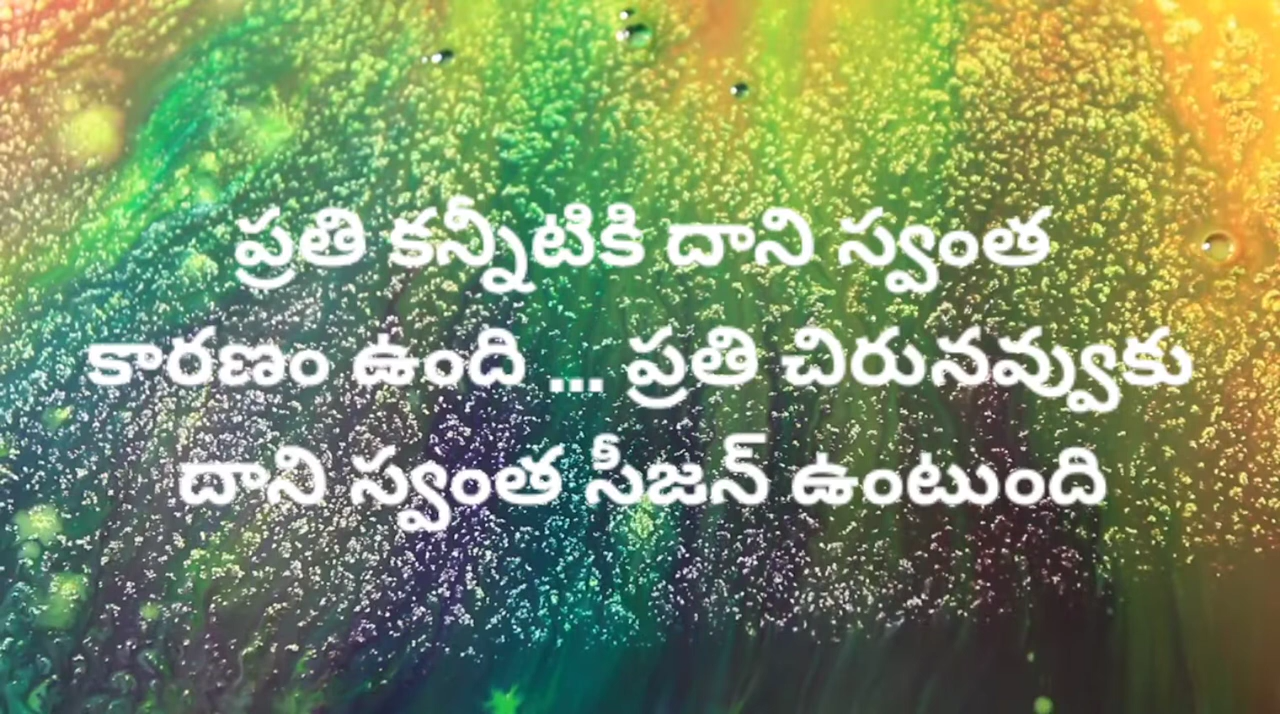 ప్రతి కన్నీటికి దాని స్వంత
కారణం ఉంది ... ప్రతి చిరునవ్వుకు
దాని స్వంత సీజన్ ఉంటుంది